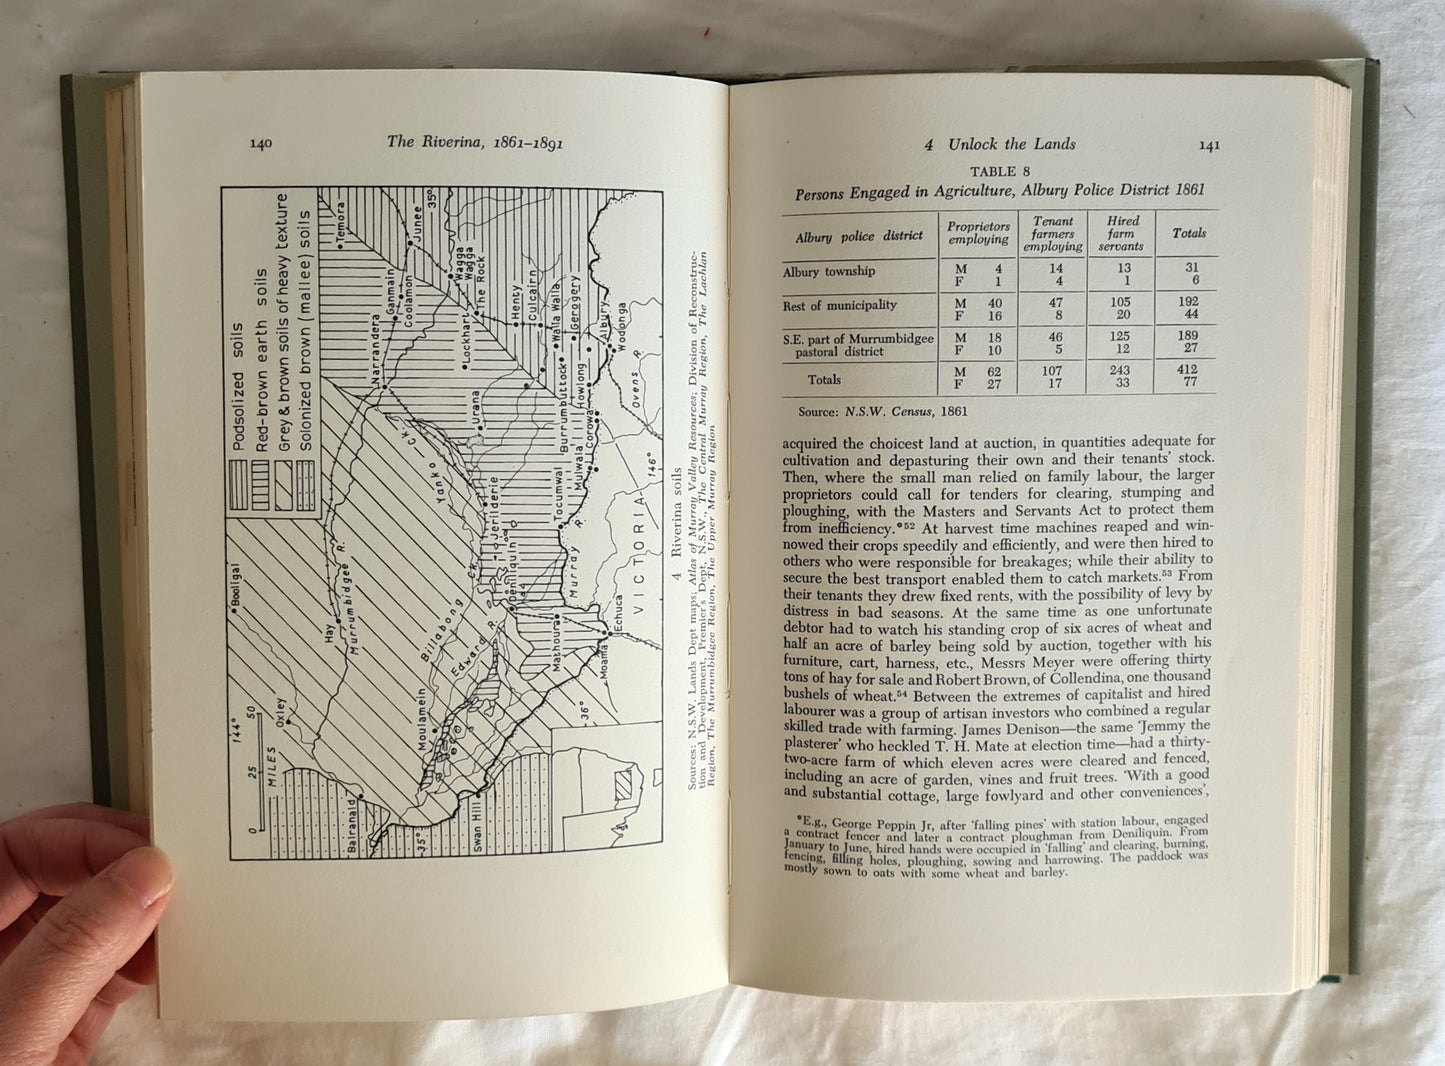 140
The Riverina, 1861–1891
Podsolized soils
Red-brown earth soils
Grey & brown soils of heavy texture
Solonized brown (mallee) soils
Temora
Junee
35°
Ganmain
Coolamon
Wagga
Wagga
The Rock
Narrandera
Lockhart
Henty
Culcairn
Walla Walla
Gerogery
Albury
Wodonga
Urana
Burrumbuttock
Howlong
Corowa
Ovens R.
Yanko Ck.
Jerilderie
Mulwala
Tocumwal
146°
Booligal
Hay
Murrumbidgee R.
Billabong Ck.
Deniliquin
Edward R.
Mathoura
Murray R.
Echuca
Moama
VICTORIA
144°
Oxley
Moulamein
36°
0 25 50
MILES
Balranald
35°
Swan Hill
4 Riverina soils
Sources: N.S.W. Lands Dept maps; Atlas of Murray Valley Resources; Division of Reconstruc-
tion and Development, Premier's Dept, N.S.W., The Central Murray Region, The Lachlan
Region, The Murrumbidgee Region, The Upper Murray Region
4 Unlock the Lands
141
TABLE 8
Persons Engaged in Agriculture, Albury Police District 1861
Albury police district Proprietors employing Tenant farmers employing Hired farm servants Totals
Albury township M 4 14 13 31
F 1 4 1 6
Rest of municipality M 40 47 105 192
F 16 8 20 44
S.E. part of Murrumbidgee M 18 46 125 189
pastoral district F 10 5 12 27
Totals M 62 107 243 412
F 27 17 33 77
Source: N.S.W. Census, 1861
acquired the choicest land at auction, in quantities adequate for
cultivation and depasturing their own and their tenants' stock.
Then, where the small man relied on family labour, the larger
proprietors could call for tenders for clearing, stumping and
ploughing, with the Masters and Servants Act to protect them
from inefficiency.*52 At harvest time machines reaped and win-
nowed their crops speedily and efficiently, and were then hired to
others who were responsible for breakages; while their ability to
secure the best transport enabled them to catch markets.53 From
their tenants they drew fixed rents, with the possibility of levy by
distress in bad seasons. At the same time as one unfortunate
debtor had to watch his standing crop of six acres of wheat and
half an acre of barley being sold by auction, together with his
furniture, cart, harness, etc., Messrs Meyer were offering thirty
tons of hay for sale and Robert Brown, of Collendina, one thousand
bushels of wheat.54 Between the extremes of capitalist and hired
labourer was a group of artisan investors who combined a regular
skilled trade with farming. James Denison—the same 'Jemmy the
plasterer' who heckled T. H. Mate at election time—had a thirty-
two-acre farm of which eleven acres were cleared and fenced,
including an acre of garden, vines and fruit trees. 'With a good
and substantial cottage, large fowlyard and other conveniences',
*E.g., George Peppin Jr, after 'falling pines' with station labour, engaged
a contract fencer and later a contract ploughman from Deniliquin. From
January to June, hired hands were occupied in 'falling' and clearing, burning,
fencing, filling holes, ploughing, sowing and harrowing. The paddock was
mostly sown to oats with some wheat and barley.